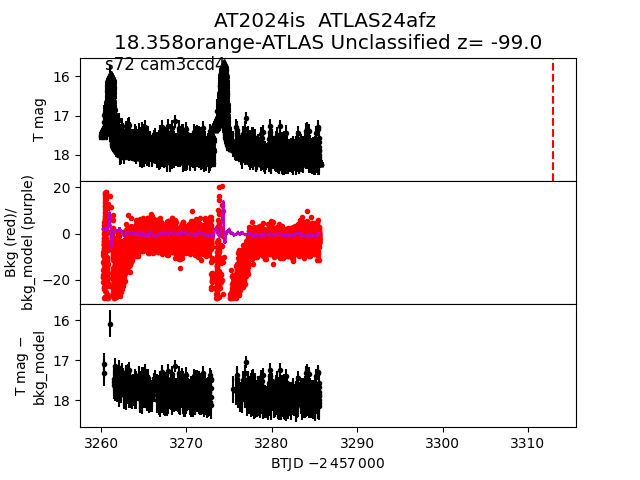 AT2024is ATLAS24afz
18.358orange-ATLAS Unclassified z= -99.0
s72 cam3ccd4
T mag
16
17
18
Bkg (red)/
bkg_model (purple)
20
0
−20
T mag −
bkg_model
16
17
18
3260 3270 3280 3290 3300 3310
BTJD −2 457 000